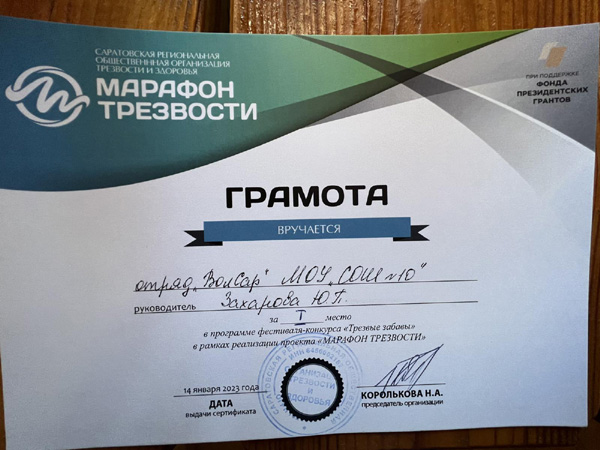 САРАТОВСКАЯ РЕГИОНАЛЬНАЯ
ОБЩЕСТВЕННАЯ ОРГАНИЗАЦИЯ
ТРЕЗВОСТИ И ЗДОРОВЬЯ
МАРАФОН
ТРЕЗВОСТИ
ПРИ ПОДДЕРЖКЕ
ФОНДА
ПРЕЗИДЕНТСКИХ
ГРАНТОВ
ГРАМОТА
ВРУЧАЕТСЯ
отряд „ВолСар" МОУ „СОШ №10"
руководитель Захарова Ю.П.
за I место
в программе фестиваля-конкурса «Трезвые забавы»
в рамках реализации проекта «МАРАФОН ТРЕЗВОСТИ»
14 января 2023 года
ДАТА
выдачи сертификата
ТРЕЗВОСТИ
И
ЗДОРОВЬЯ
КОРОЛЬКОВА Н.А.
председатель организации